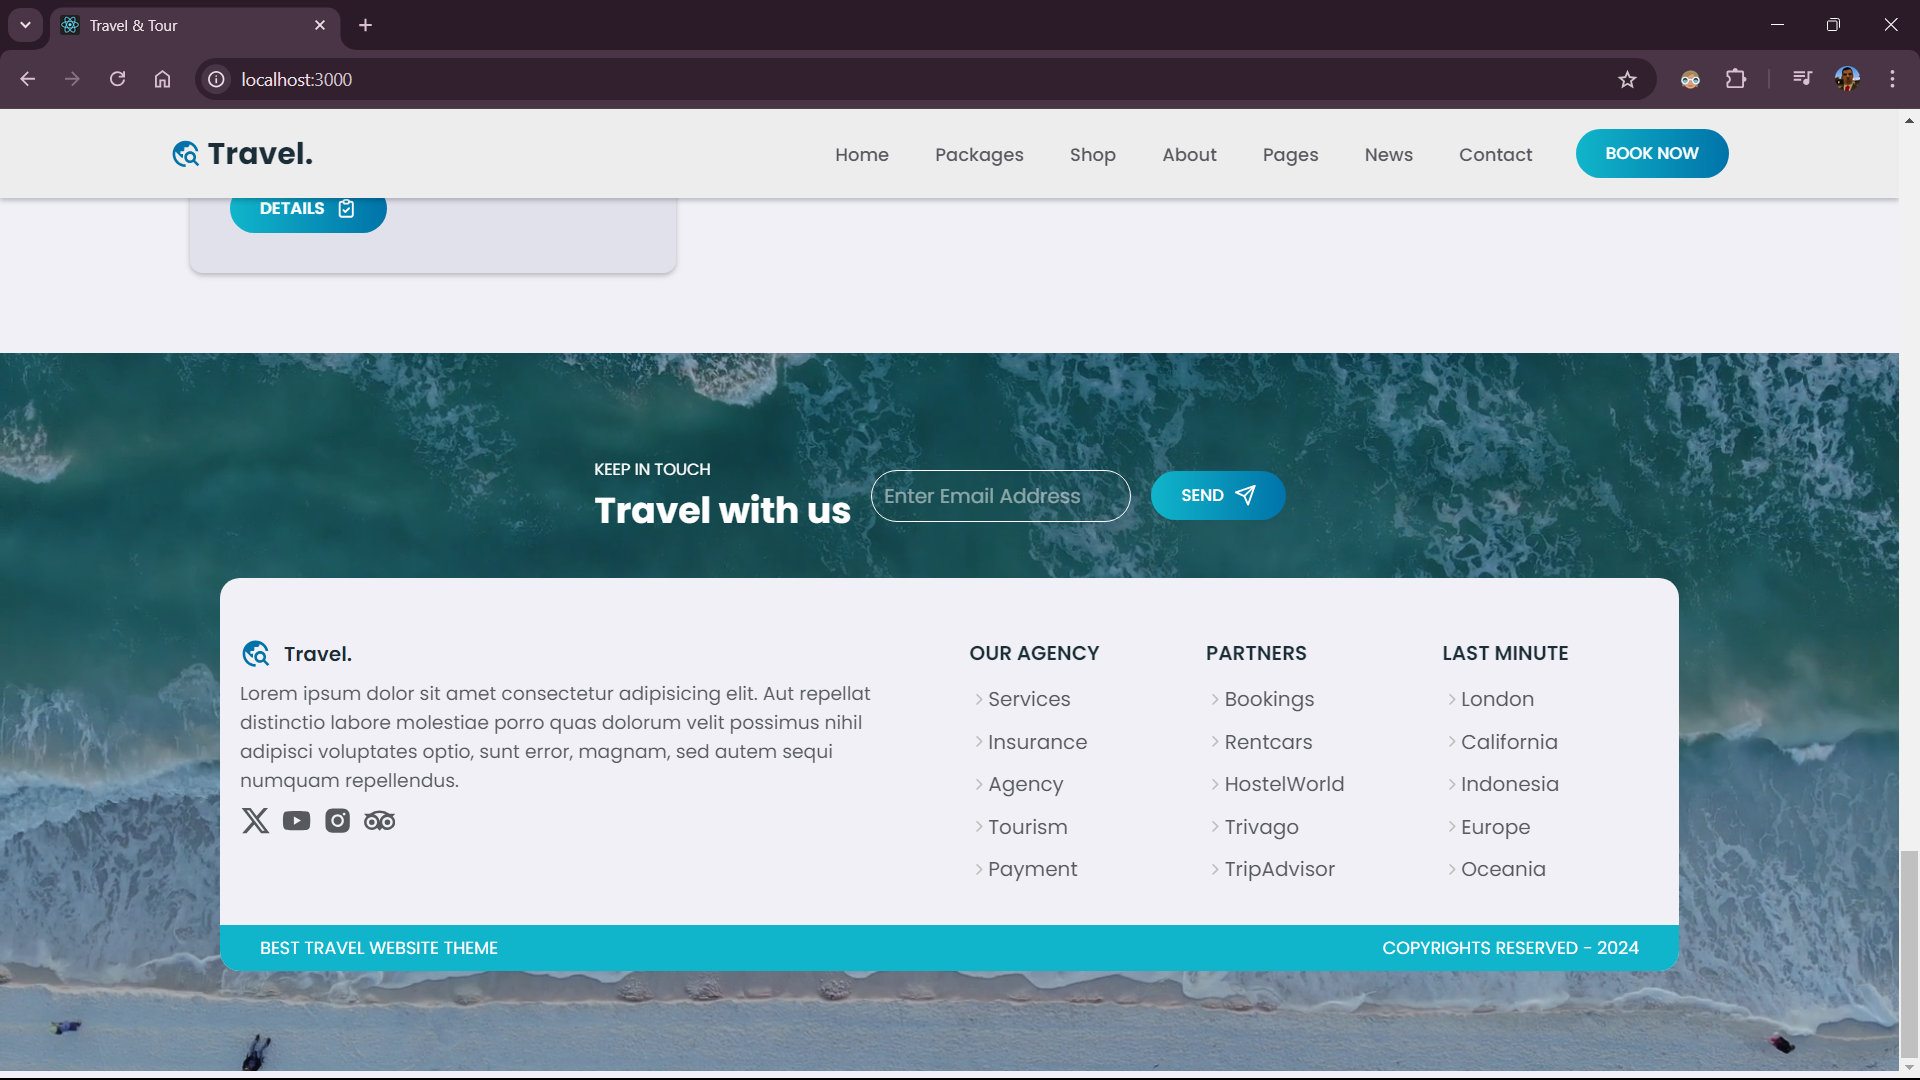 Travel & Tour
localhost:3000
Travel.
Home
Packages
Shop
About
Pages
News
Contact
BOOK NOW
DETAILS
KEEP IN TOUCH
Travel with us
Enter Email Address
SEND
Travel.
Lorem ipsum dolor sit amet consectetur adipisicing elit. Aut repellat
distinctio labore molestiae porro quas dolorum velit possimus nihil
adipisci voluptates optio, sunt error, magnam, sed autem sequi
numquam repellendus.
OUR AGENCY
Services
Insurance
Agency
Tourism
Payment
PARTNERS
Bookings
Rentcars
HostelWorld
Trivago
TripAdvisor
LAST MINUTE
London
California
Indonesia
Europe
Oceania
BEST TRAVEL WEBSITE THEME
COPYRIGHTS RESERVED - 2024